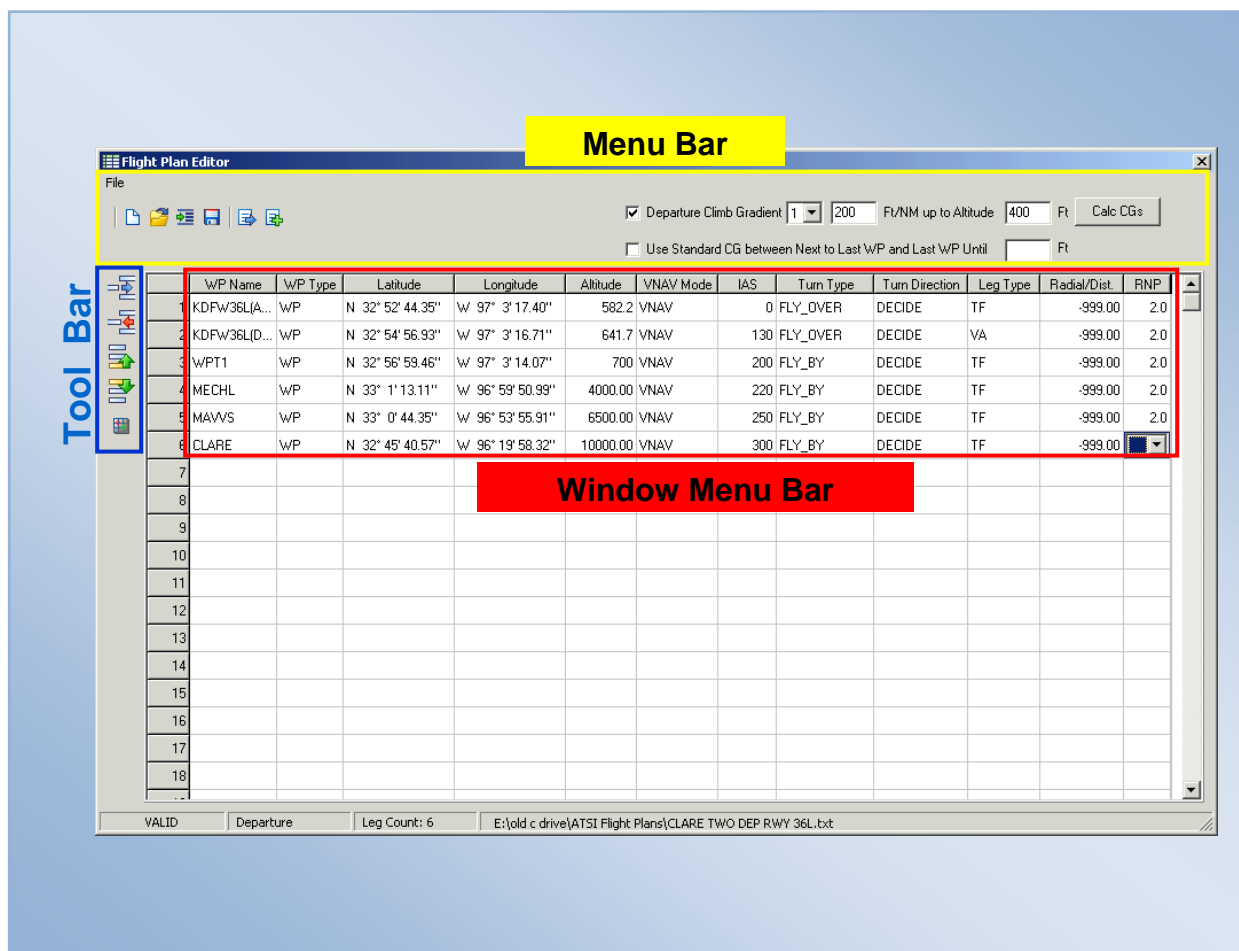 Menu Bar
Flight Plan Editor
File
Departure Climb Gradient 1 200 Ft/NM up to Altitude 400 Ft Calc CGs
Use Standard CG between Next to Last WP and Last WP Until Ft
Tool Bar
WP Name WP Type Latitude Longitude Altitude VNAV Mode IAS Turn Type Turn Direction Leg Type Radial/Dist. RNP
1 KDFW36L(A... WP N 32° 52' 44.35'' W 97° 3' 17.40'' 582.2 VNAV 0 FLY_OVER DECIDE TF -999.00 2.0
2 KDFW36L(D... WP N 32° 54' 56.93'' W 97° 3' 16.71'' 641.7 VNAV 130 FLY_OVER DECIDE VA -999.00 2.0
3 WPT1 WP N 32° 56' 59.46'' W 97° 3' 14.07'' 700 VNAV 200 FLY_BY DECIDE TF -999.00 2.0
4 MECHL WP N 33° 1' 13.11'' W 96° 59' 50.99'' 4000.00 VNAV 220 FLY_BY DECIDE TF -999.00 2.0
5 MAVVS WP N 33° 0' 44.35'' W 96° 53' 55.91'' 6500.00 VNAV 250 FLY_BY DECIDE TF -999.00 2.0
6 CLARE WP N 32° 45' 40.57'' W 96° 19' 58.32'' 10000.00 VNAV 300 FLY_BY DECIDE TF -999.00
7
Window Menu Bar
8
9
10
11
12
13
14
15
16
17
18
VALID Departure Leg Count: 6 E:\old c drive\ATSI Flight Plans\CLARE TWO DEP RWY 36L.txt